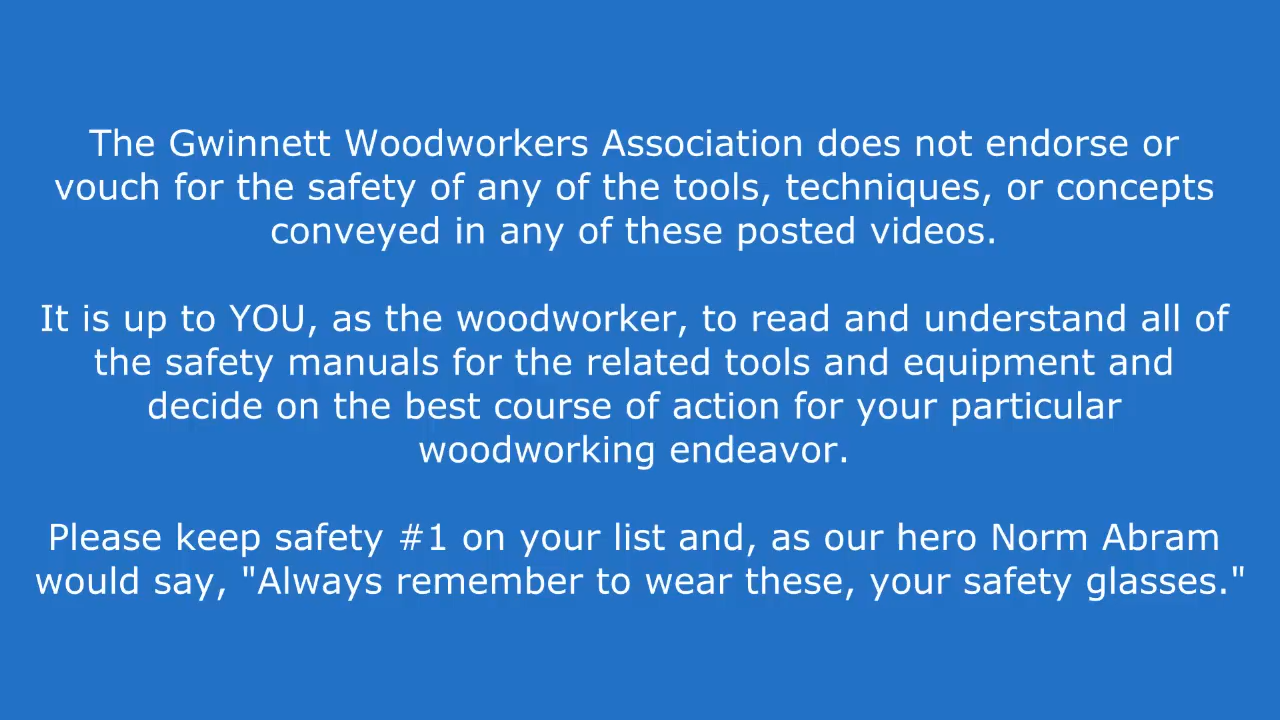 The Gwinnett Woodworkers Association does not endorse or
vouch for the safety of any of the tools, techniques, or concepts
conveyed in any of these posted videos.
It is up to YOU, as the woodworker, to read and understand all of
the safety manuals for the related tools and equipment and
decide on the best course of action for your particular
woodworking endeavor.
Please keep safety #1 on your list and, as our hero Norm Abram
would say, "Always remember to wear these, your safety glasses."